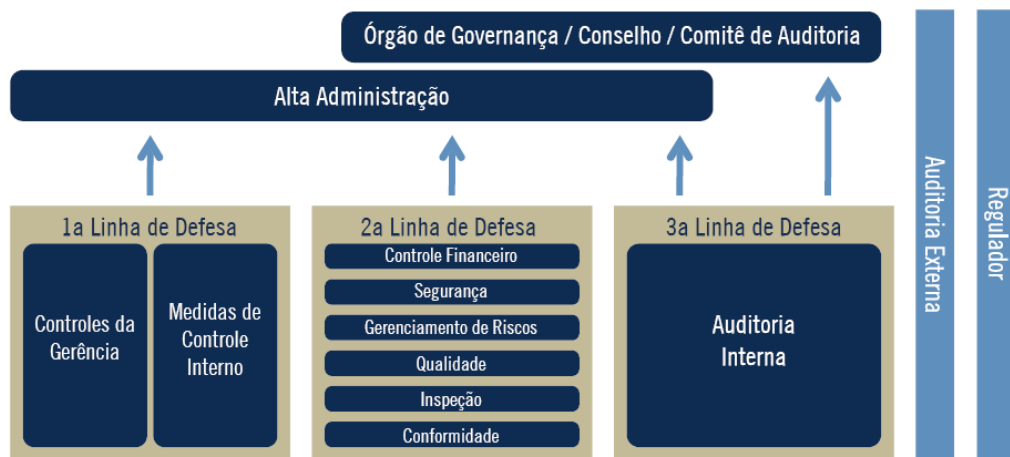 Órgão de Governança / Conselho / Comitê de Auditoria
Alta Administração
1a Linha de Defesa
Controles da
Gerência
Medidas de
Controle
Interno
2a Linha de Defesa
Controle Financeiro
Segurança
Gerenciamento de Riscos
Qualidade
Inspeção
Conformidade
3a Linha de Defesa
Auditoria
Interna
Auditoria Externa
Regulador